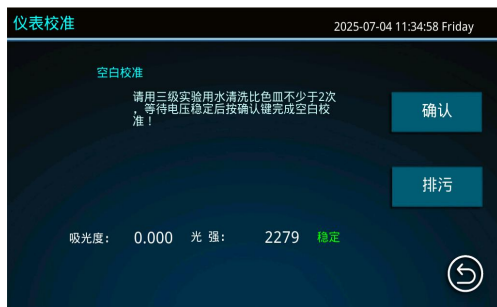 仪表校准 2025-07-04 11:34:58 Friday
空白校准
请用三级实验用水清洗比色皿不少于2次
，等待电压稳定后按确认键完成空白校
准！
确认
排污
吸光度： 0.000 光 强： 2279 稳定